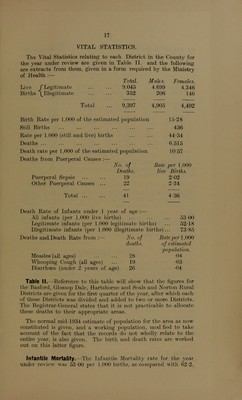 17
VITAL STATISTICS.
The Vital Statistics relating to each District in the County for
the year under review are given in Table II. and the following
are extracts from them, given in a form required by the Ministry
of Health :—
Total. Males. Females.
Live { Legitimate ... ... 9,045 4,699 4,346
Births { Illegitimate ... ... 352 206 146
Total ... 9,397 4,905 4,492
Birth Rate per 1,000 of the estimated population 15·28
Still Births ... ... ... ... ... 436
Rate per 1,000 (still and live) births ... ... 44·34
Deaths ... ... ... ... ... ... 6,515
Death rate per 1,000 of the estimated population 10·57
Deaths from Puerperal Causes :—
No. of Rate per 1,000
Deaths. live Births.
Puerperal Sepsis ... ... 19 2·02
Other Puerperal Causes ... 22 2·34
Total ... ... 41 4·36
Death Rate of Infants under 1 year of age :—
All infants (per 1,000 live births) ... ... ... 53·00
Legitimate infants (per 1,000 legitimate births) ... 52·18
Illegitimate infants (per 1,000 illegitimate births)... 73·85
Deaths and Death Rate from :— No. of Rate per 1,000
deaths. of estimated
population.
Measles (all ages) ... 28 ·04
Whooping Cough (all ages) ... 19 ·03
Diarrhœa (under 2 years of age) 26 ·04
Table II.—Reference to this table will show that the figures for
the Basford, Glossop Dale, Hartshorne and Seals and Norton Rural
Districts are given for the first quarter of the year, after which each
of these Districts was divided and added to two or more Districts.
The Registrar-General states that it is not practicable to allocate
these deaths to their appropriate areas.
The normal mid-1934 estimate of population for the area as now
constituted is given, and a working population, modified to take
account of the fact that the records do not wholly relate to the
entire year, is also given. The birth and death rates are worked
out on this latter figure.
Infantile Mortality.—The Infantile Mortality rate for the year
under review was 53·00 per 1,000 births, as compared with 62·2,